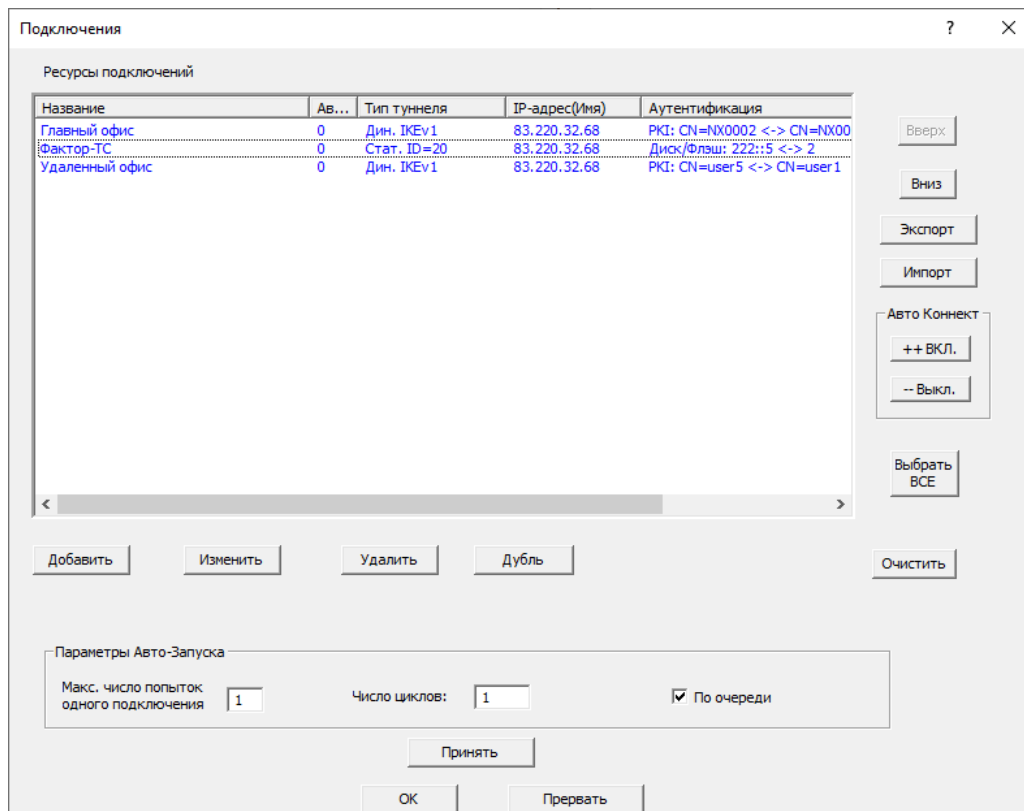 Подключения ?
Ресурсы подключений
Название Ав... Тип туннеля IP-адрес(Имя) Аутентификация
Главный офис 0 Дин. IKEv1 83.220.32.68 PKI: CN=NX0002 <-> CN=NX00
Фактор-ТС 0 Стат. ID=20 83.220.32.68 Диск/Флэш: 222::5 <-> 2
Удаленный офис 0 Дин. IKEv1 83.220.32.68 PKI: CN=user5 <-> CN=user1
Вверх
Вниз
Экспорт
Импорт
Авто Коннект
++ ВКЛ.
-- Выкл.
Выбрать
ВСЕ
Добавить Изменить Удалить Дубль Очистить
Параметры Авто-Запуска
Макс. число попыток
одного подключения 1 Число циклов: 1 По очереди
Принять
ОК Прервать